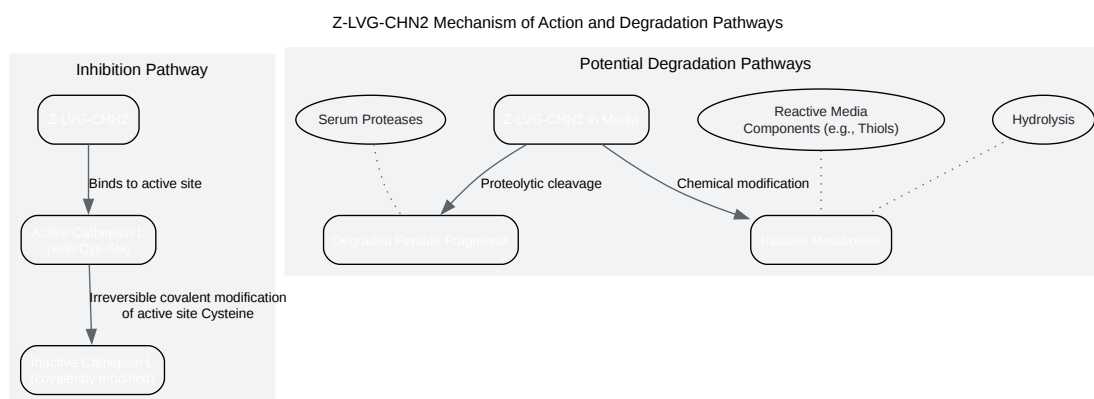 Z-LVG-CHN2 Mechanism of Action and Degradation Pathways
Inhibition Pathway
Z-LVG-CHN2
Binds to active site
Active Cathepsin L
(with Cys-SH)
Irreversible covalent modification
of active site Cysteine
Inactive Cathepsin L
(covalently modified)
Potential Degradation Pathways
Serum Proteases
Z-LVG-CHN2 in Media
Reactive Media
Components (e.g., Thiols)
Hydrolysis
Proteolytic cleavage
Chemical modification
Degraded Peptide Fragments
Inactive Metabolites